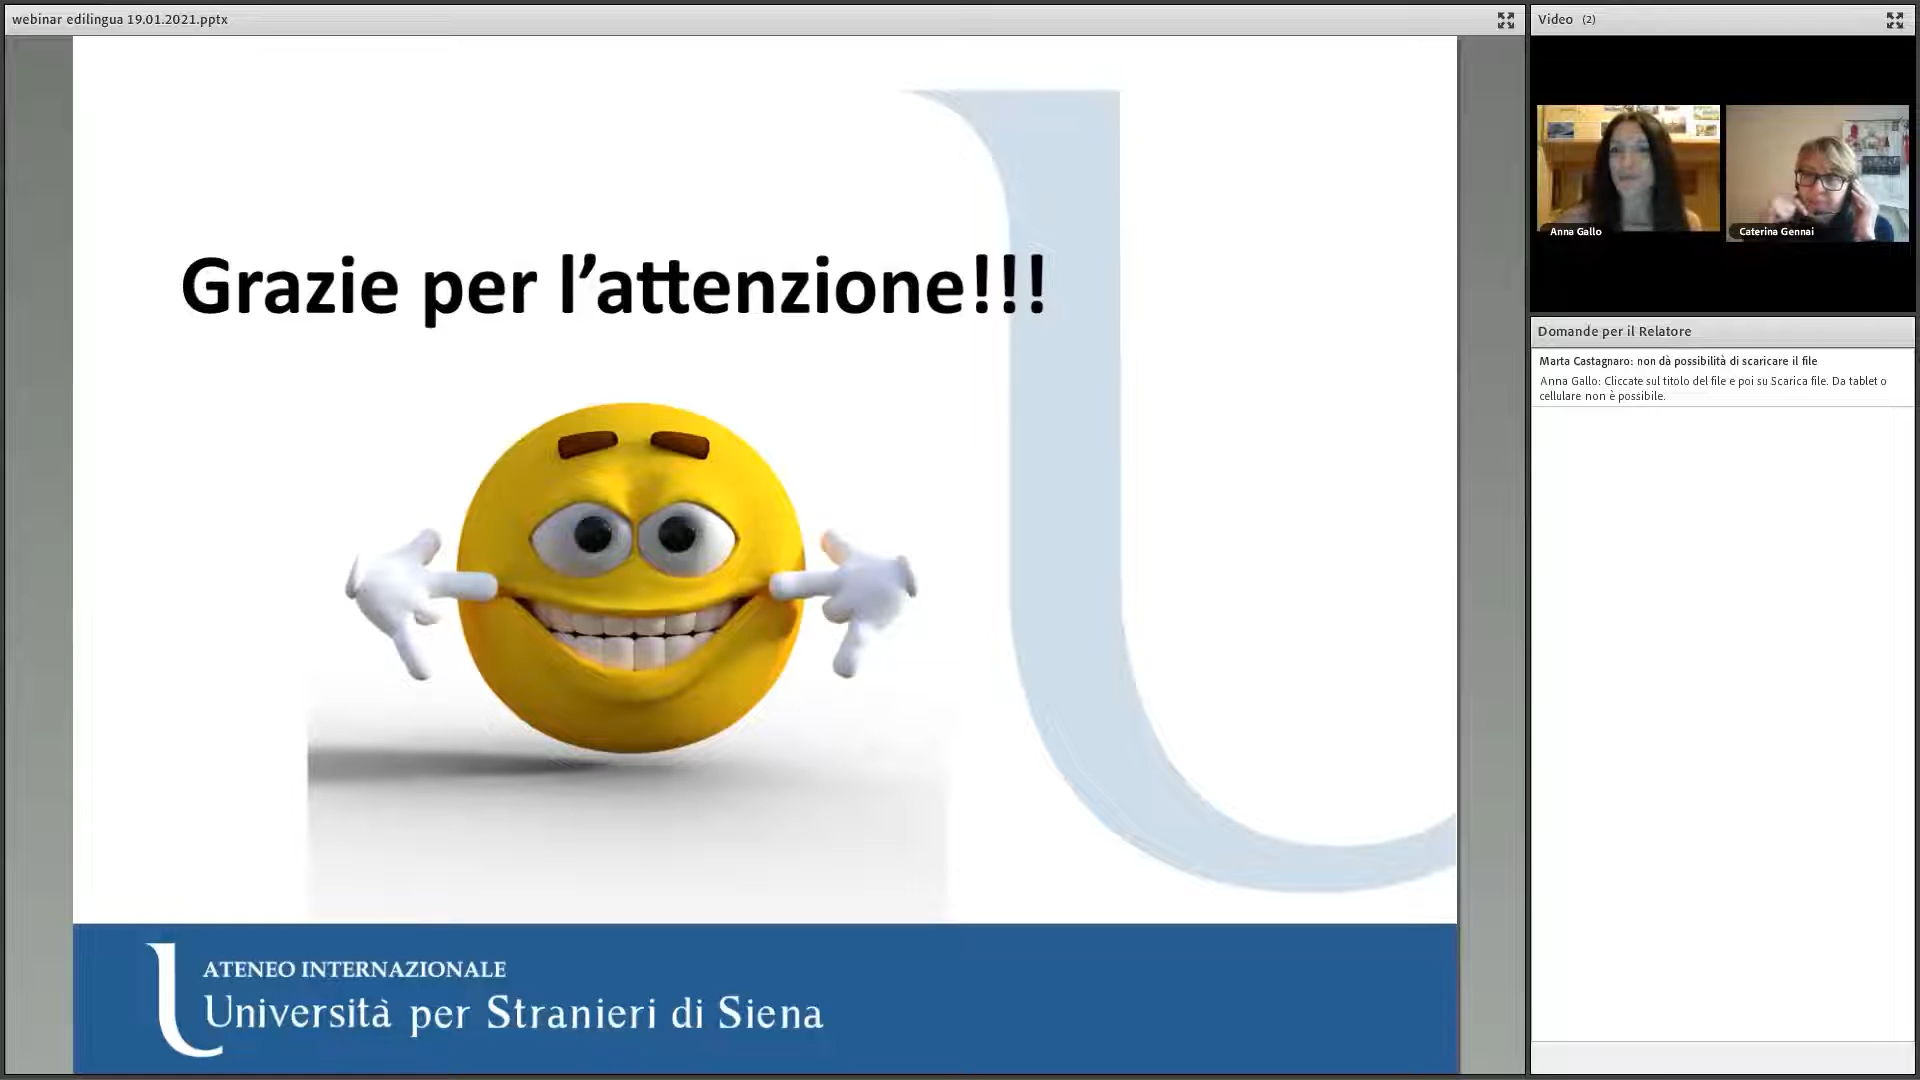 webinar edilingua 19.01.2021.pptx
Grazie per l’attenzione!!!
ATENEO INTERNAZIONALE
Università per Stranieri di Siena
Video (2)
Anna Gallo
Caterina Gennai
Domande per il Relatore
Marta Castagnaro: non dà possibilità di scaricare il file
Anna Gallo: Cliccate sul titolo del file e poi su Scarica file. Da tablet o
cellulare non è possibile.